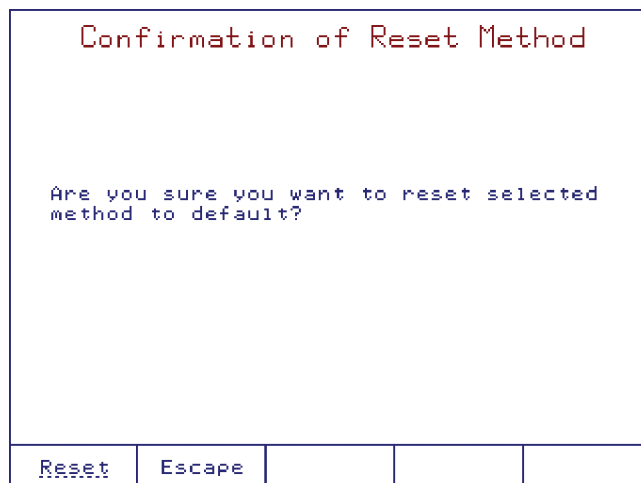 Confirmation of Reset Method
Are you sure you want to reset selected
method to default?
Reset Escape